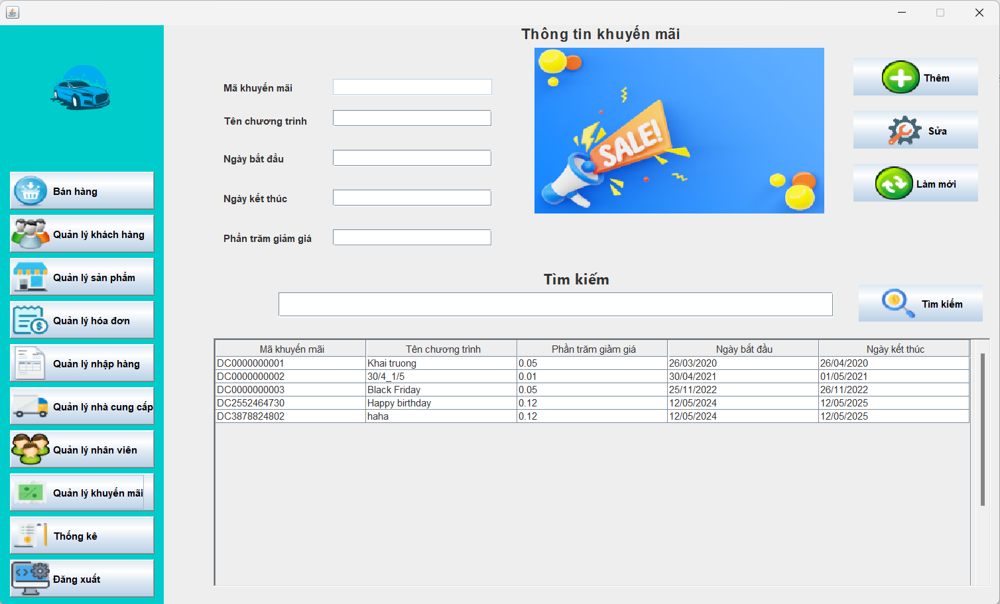 Thông tin khuyến mãi
SALE!
Mã khuyến mãi
Tên chương trình
Ngày bắt đầu
Ngày kết thúc
Phần trăm giảm giá
Thêm
Sửa
Làm mới
Bán hàng
Quản lý khách hàng
Quản lý sản phẩm
Quản lý hóa đơn
Quản lý nhập hàng
Quản lý nhà cung cấp
Quản lý nhân viên
Quản lý khuyến mãi
Thống kê
Đăng xuất
Tìm kiếm
Tìm kiếm
Mã khuyến mãi Tên chương trình Phần trăm giảm giá Ngày bắt đầu Ngày kết thúc
DC0000000001 Khai truong 0.05 26/03/2020 26/04/2020
DC0000000002 30/4_1/5 0.01 30/04/2021 01/05/2021
DC0000000003 Black Friday 0.05 25/11/2022 26/11/2022
DC2552464730 Happy birthday 0.12 12/05/2024 12/05/2025
DC3878824802 haha 0.12 12/05/2024 12/05/2025